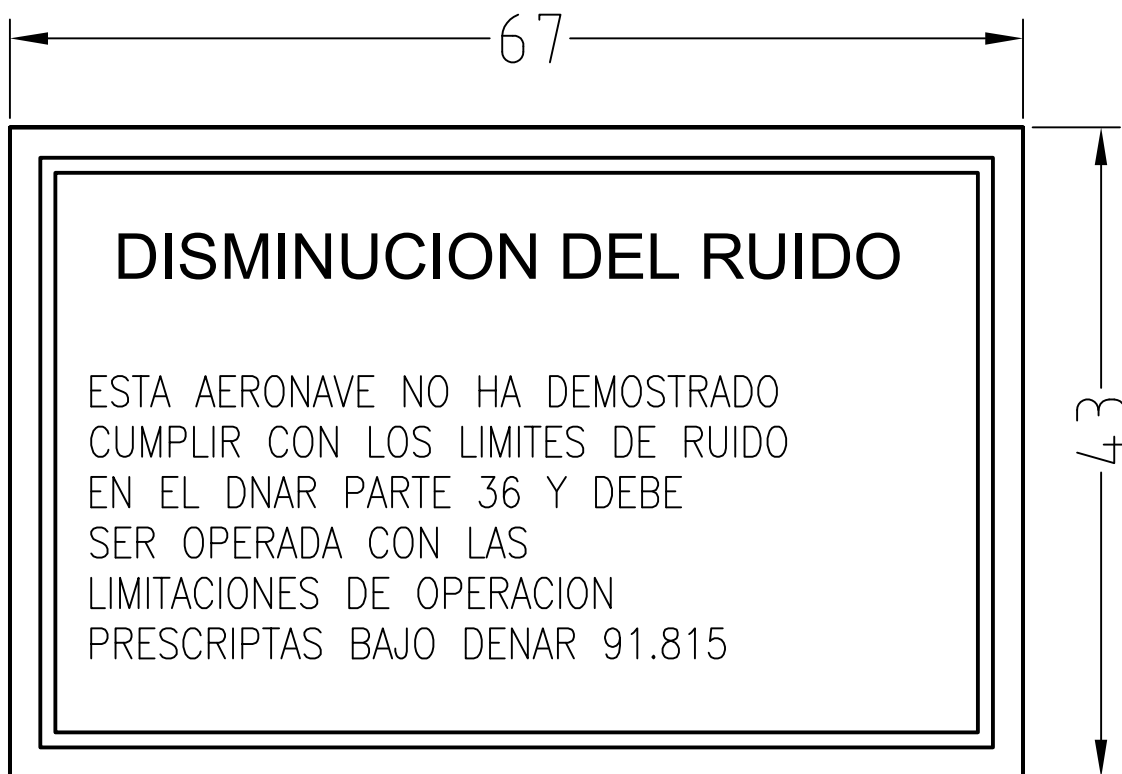 67
DISMINUCION DEL RUIDO
43
ESTA AERONAVE NO HA DEMOSTRADO
CUMPLIR CON LOS LIMITES DE RUIDO
EN EL DNAR PARTE 36 Y DEBE
SER OPERADA CON LAS
LIMITACIONES DE OPERACION
PRESCRIPTAS BAJO DENAR 91.815